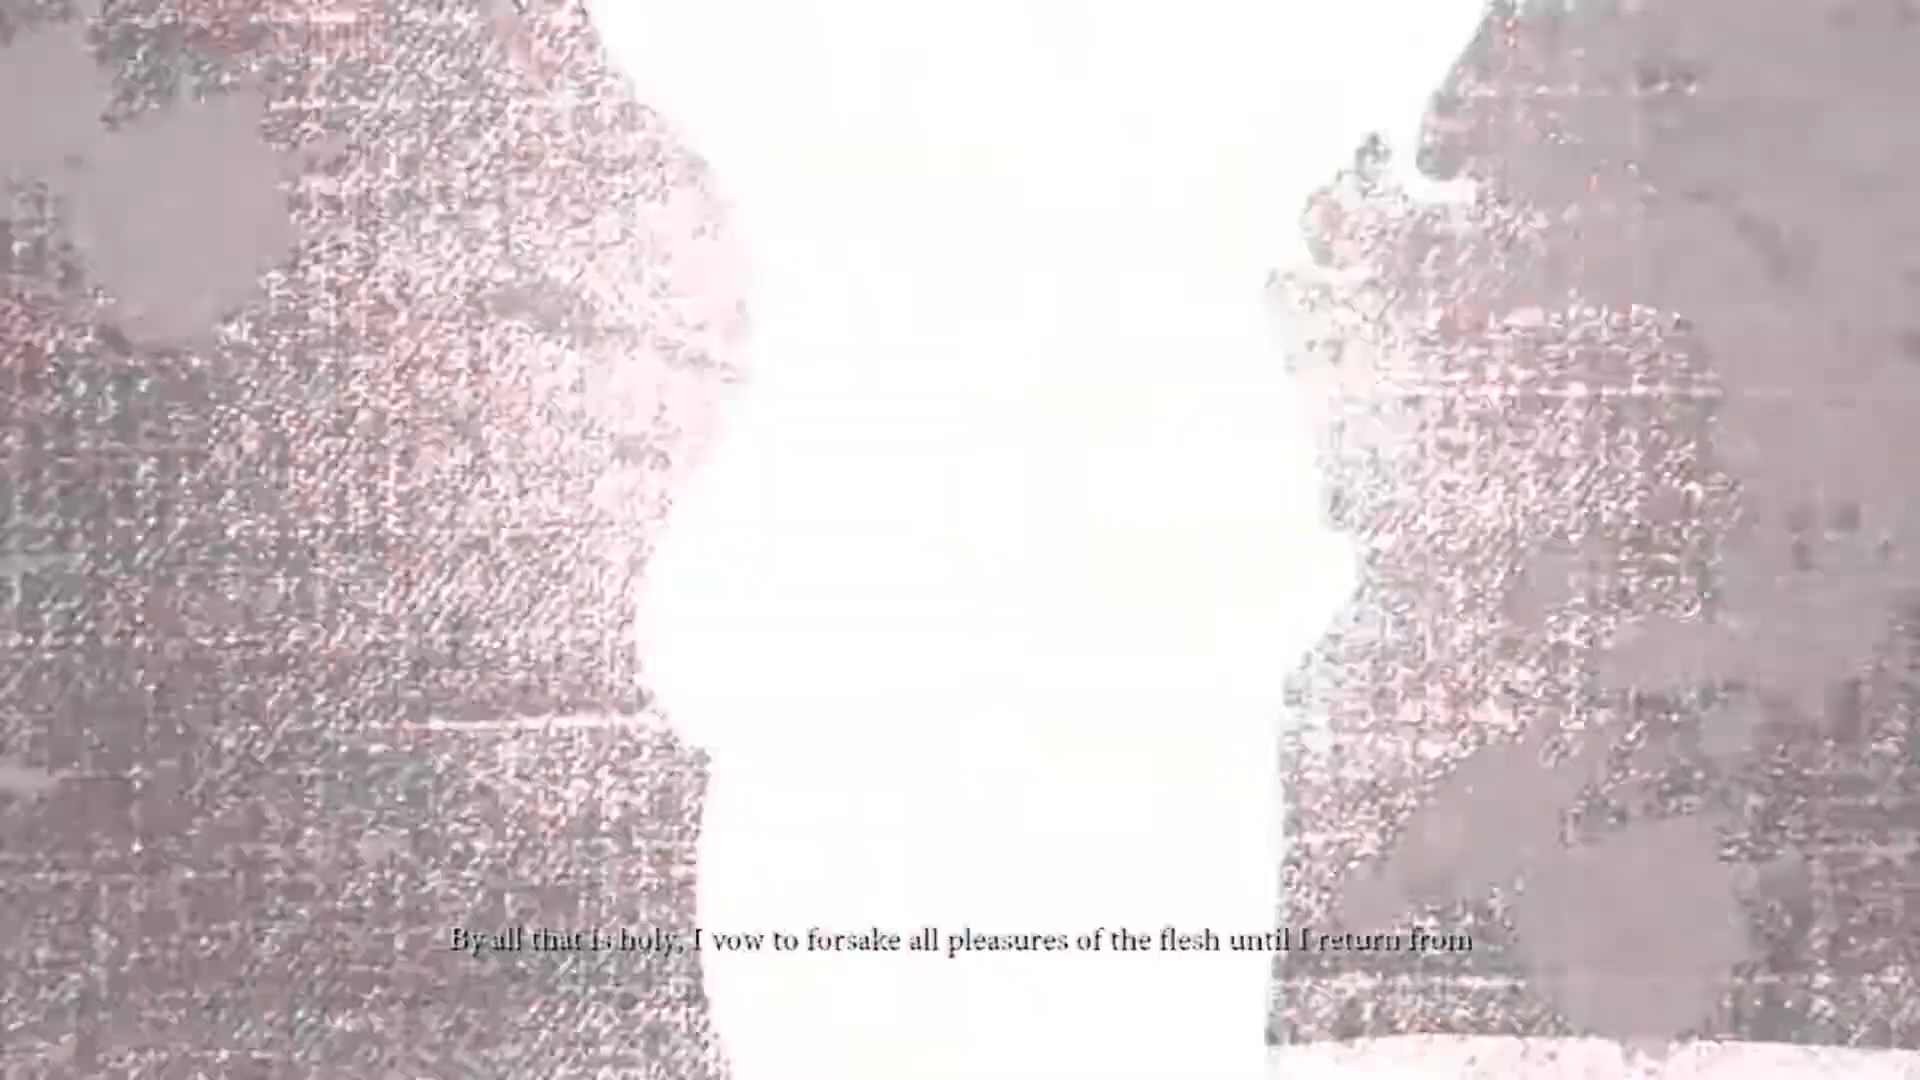 By all that is holy, I vow to forsake all pleasures of the flesh until I return from